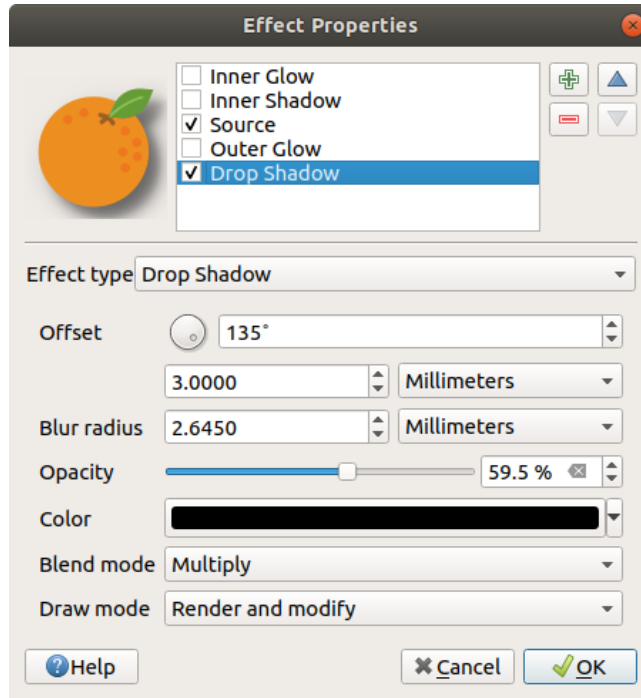 Effect Properties
Inner Glow
Inner Shadow
Source
Outer Glow
Drop Shadow
Effect type Drop Shadow
Offset 135˚
3.0000 Millimeters
Blur radius 2.6450 Millimeters
Opacity 59.5 %
Color
Blend mode Multiply
Draw mode Render and modify
Help Cancel OK